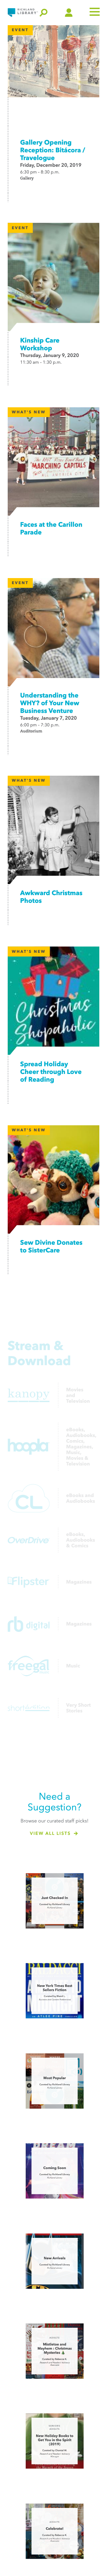 RICHLAND
LIBRARY
EVENT
Gallery Opening
Reception: Bitácora /
Travelogue
Friday, December 20, 2019
6:30 pm - 8:30 p.m.
Gallery
EVENT
Kinship Care
Workshop
Thursday, January 9, 2020
11:30 am - 1:30 p.m.
WHAT'S NEW
MARCHING CAPITALS
Faces at the Carillon
Parade
EVENT
Understanding the
WHY? of Your New
Business Venture
Tuesday, January 7, 2020
6:00 pm - 7:30 p.m.
Auditorium
WHAT'S NEW
Awkward Christmas
Photos
WHAT'S NEW
Christmas
Shopaholic
Spread Holiday
Cheer through Love
of Reading
WHAT'S NEW
Sew Divine Donates
to SisterCare
Stream &
Download
kanopy
Movies
and
Television
hoopla
eBooks,
Audiobooks,
Comics,
Magazines,
Music,
Movies &
Television
CL
eBooks and
Audiobooks
OverDrive
eBooks,
Audiobooks
& Comics
Flipster
Magazines
rb digital
Magazines
freegal
Music
Short Edition
Very Short
Stories
Need a
Suggestion?
Browse our curated staff picks!
VIEW ALL LISTS
Just Checked In
New York Times Best
Sellers Fiction
Most Popular
Coming Soon
New Arrivals
Mistletoe and
Mayhem : Christmas
Mysteries
New Holiday Books to
Get You in the Spirit
(2019)
Celebrate!